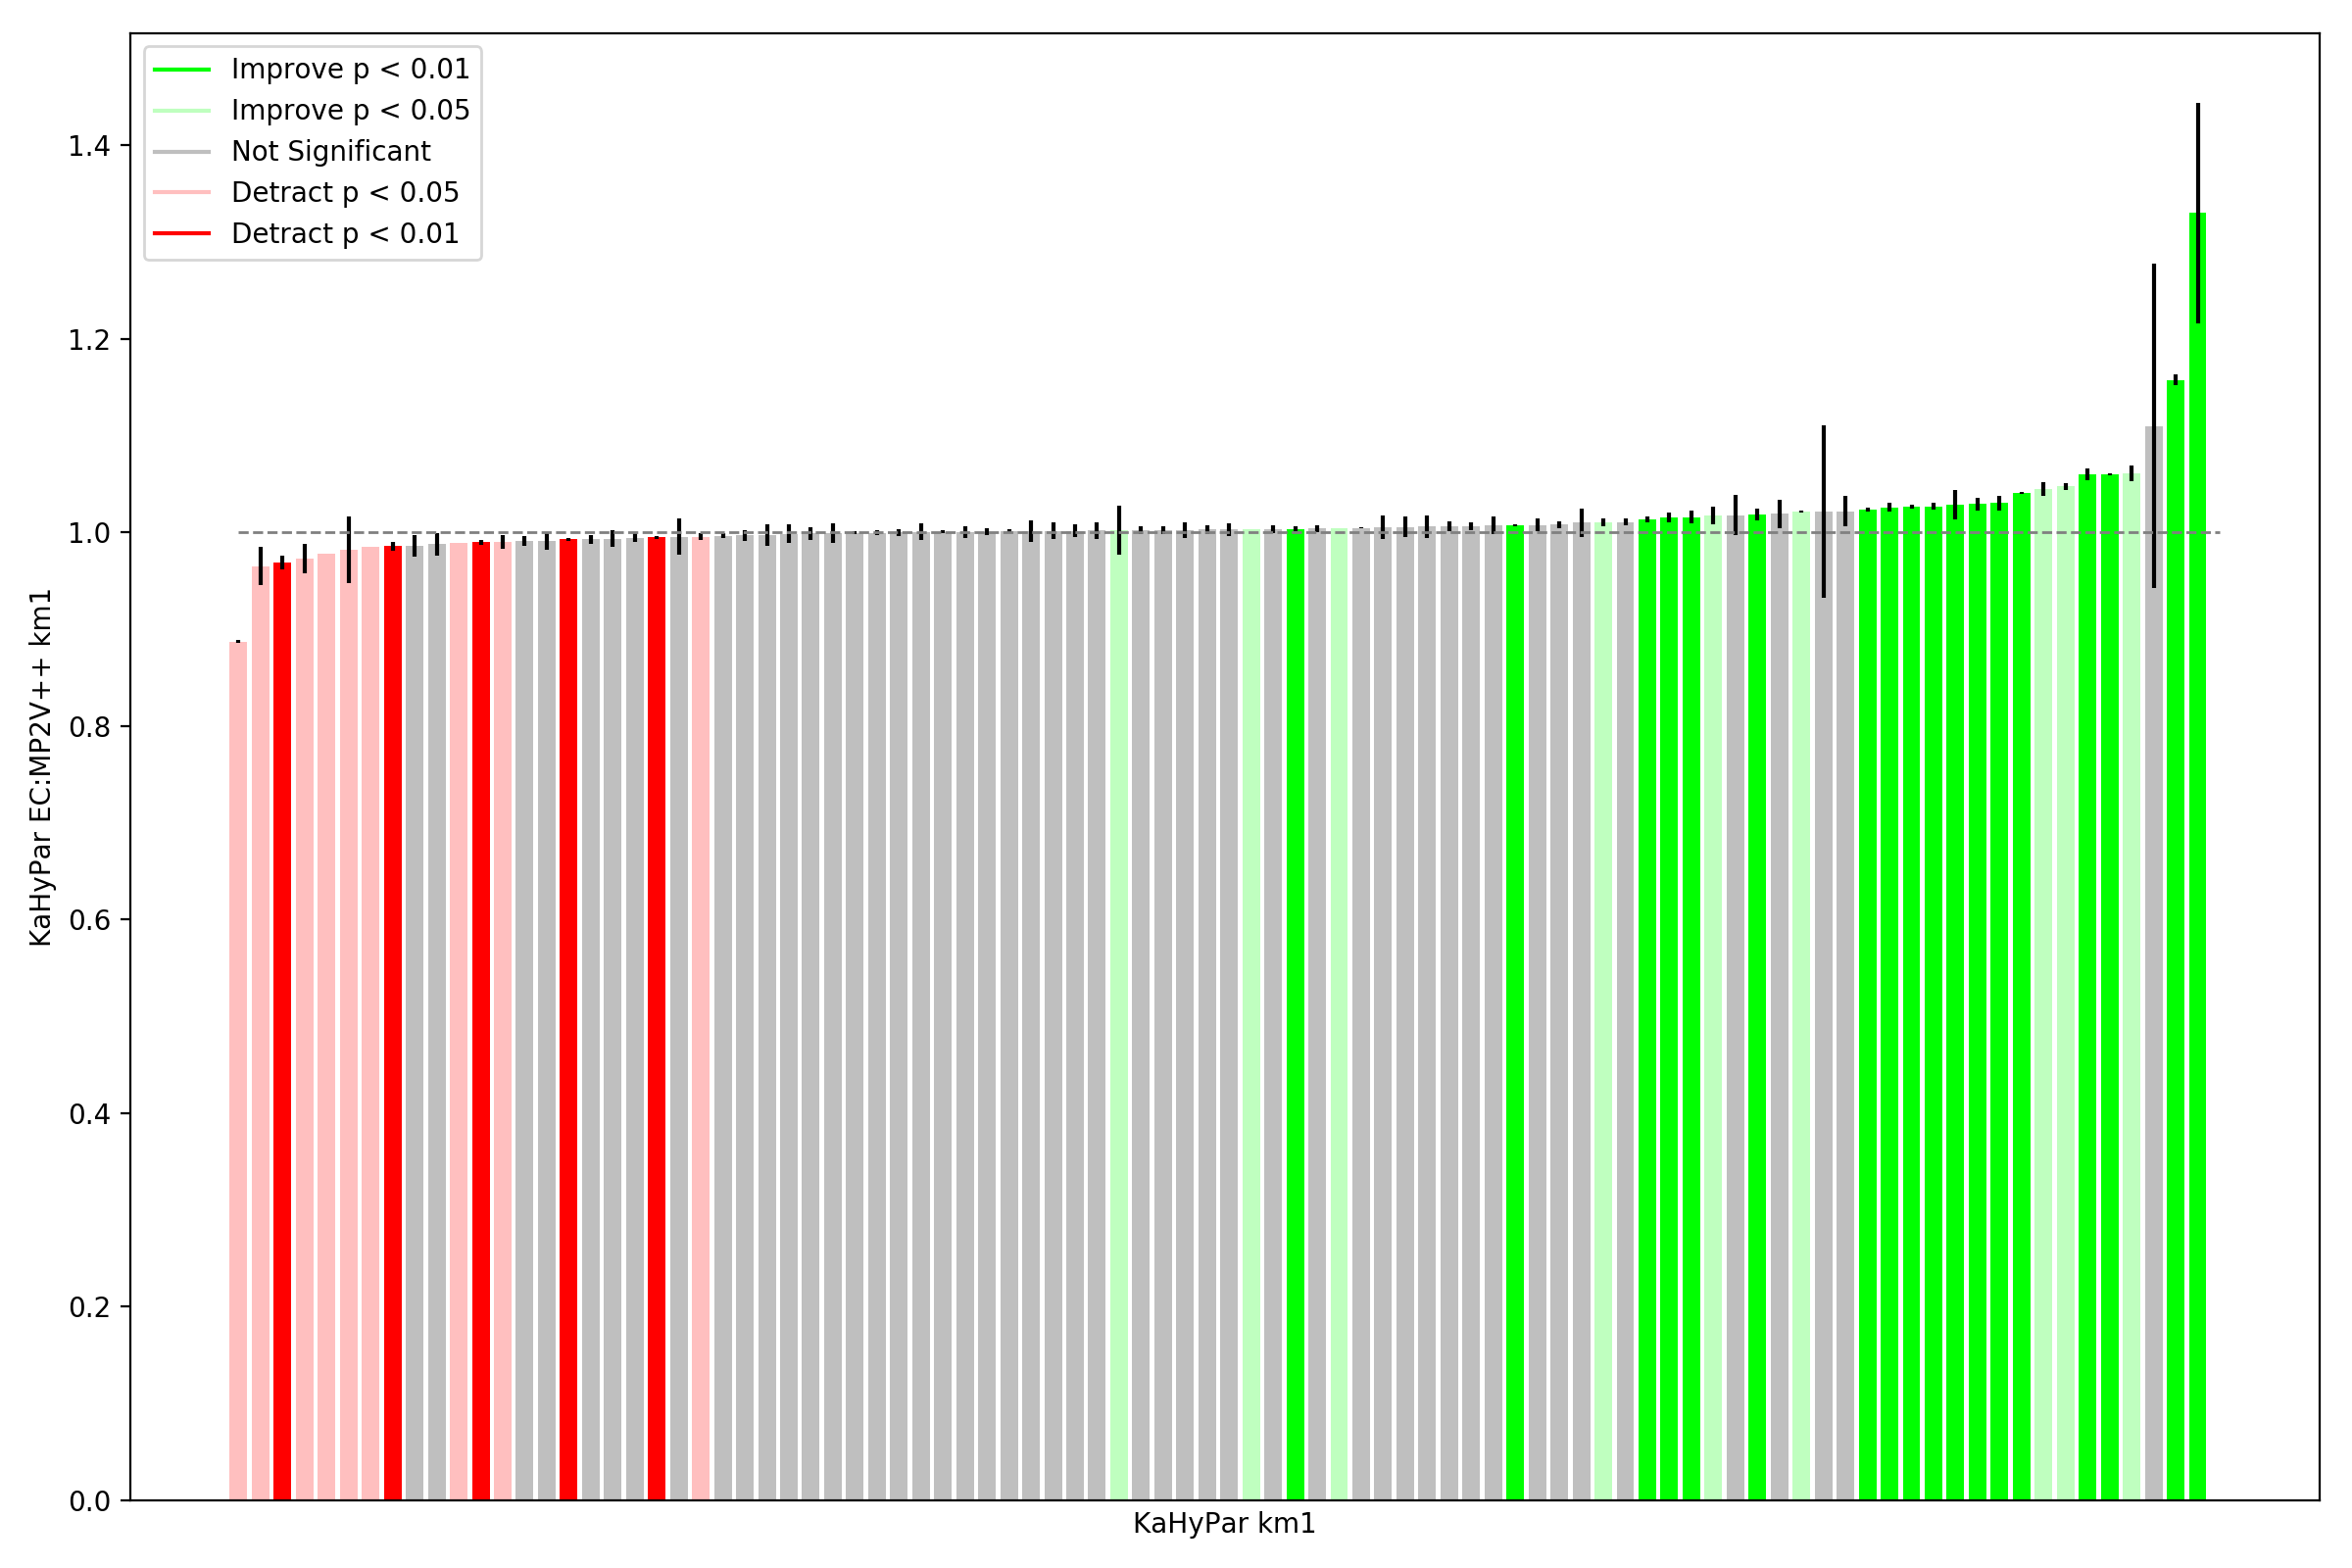 Improve p < 0.01
Improve p < 0.05
Not Significant
Detract p < 0.05
Detract p < 0.01
1.4
1.2
1.0
0.8
0.6
0.4
0.2
0.0
KaHyPar EC:MP2V++ km1
KaHyPar km1